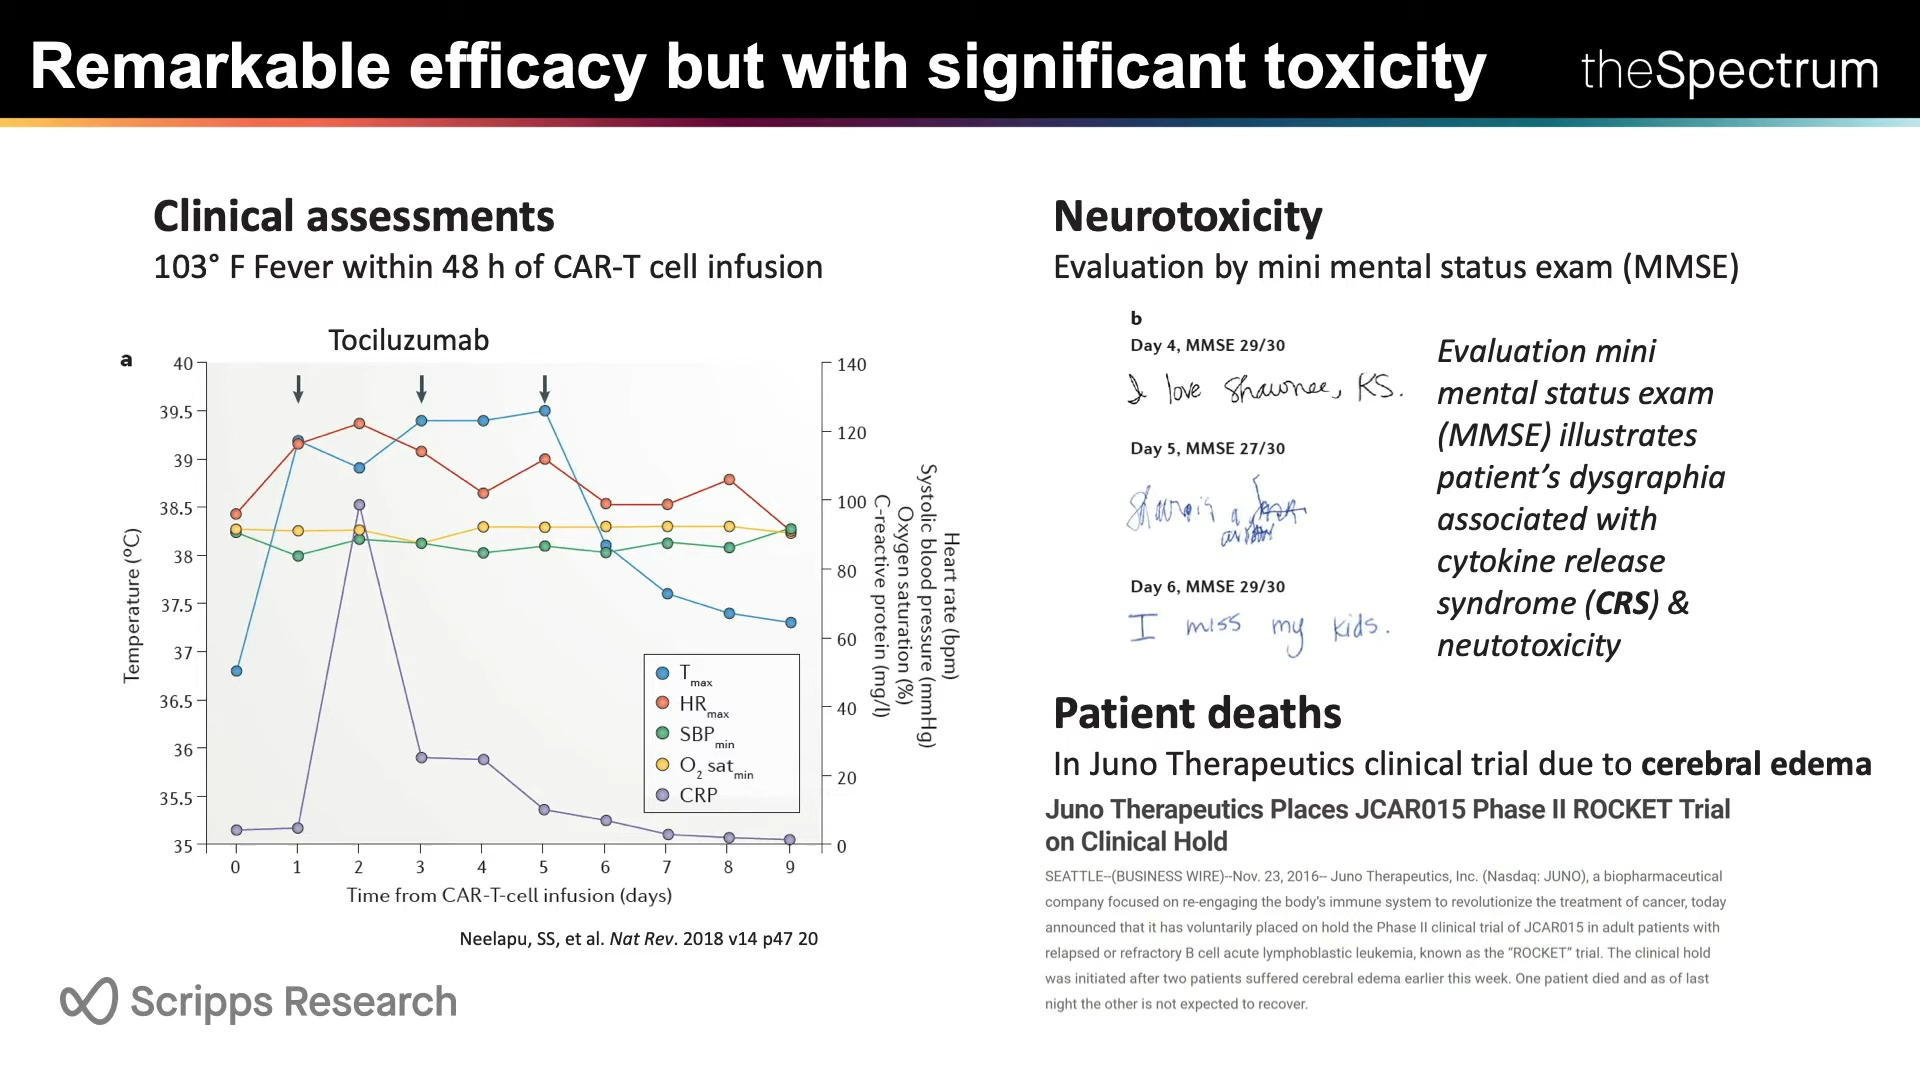 Remarkable efficacy but with significant toxicity
theSpectrum
Clinical assessments
103° F Fever within 48 h of CAR-T cell infusion
Tociluzumab
a
40
39.5
39
38.5
38
37.5
37
36.5
36
35.5
35
Temperature (°C)
140
120
100
80
60
40
20
0
C-reactive protein (mg/l)
Oxygen saturation (%)
Systolic blood pressure (mmHg)
Heart rate (bpm)
Tmax
HRmax
SBPmin
O2 satmin
CRP
0 1 2 3 4 5 6 7 8 9
Time from CAR-T-cell infusion (days)
Neelapu, SS, et al. Nat Rev. 2018 v14 p47 20
Scripps Research
Neurotoxicity
Evaluation by mini mental status exam (MMSE)
b
Day 4, MMSE 29/30
I love Shawnee, KS.
Day 5, MMSE 27/30
Day 6, MMSE 29/30
I miss my kids.
Evaluation mini
mental status exam
(MMSE) illustrates
patient's dysgraphia
associated with
cytokine release
syndrome (CRS) &
neutotoxicity
Patient deaths
In Juno Therapeutics clinical trial due to cerebral edema
Juno Therapeutics Places JCAR015 Phase II ROCKET Trial
on Clinical Hold
SEATTLE--(BUSINESS WIRE)--Nov. 23, 2016-- Juno Therapeutics, Inc. (Nasdaq: JUNO), a biopharmaceutical
company focused on re-engaging the body's immune system to revolutionize the treatment of cancer, today
announced that it has voluntarily placed on hold the Phase II clinical trial of JCAR015 in adult patients with
relapsed or refractory B cell acute lymphoblastic leukemia, known as the "ROCKET" trial. The clinical hold
was initiated after two patients suffered cerebral edema earlier this week. One patient died and as of last
night the other is not expected to recover.